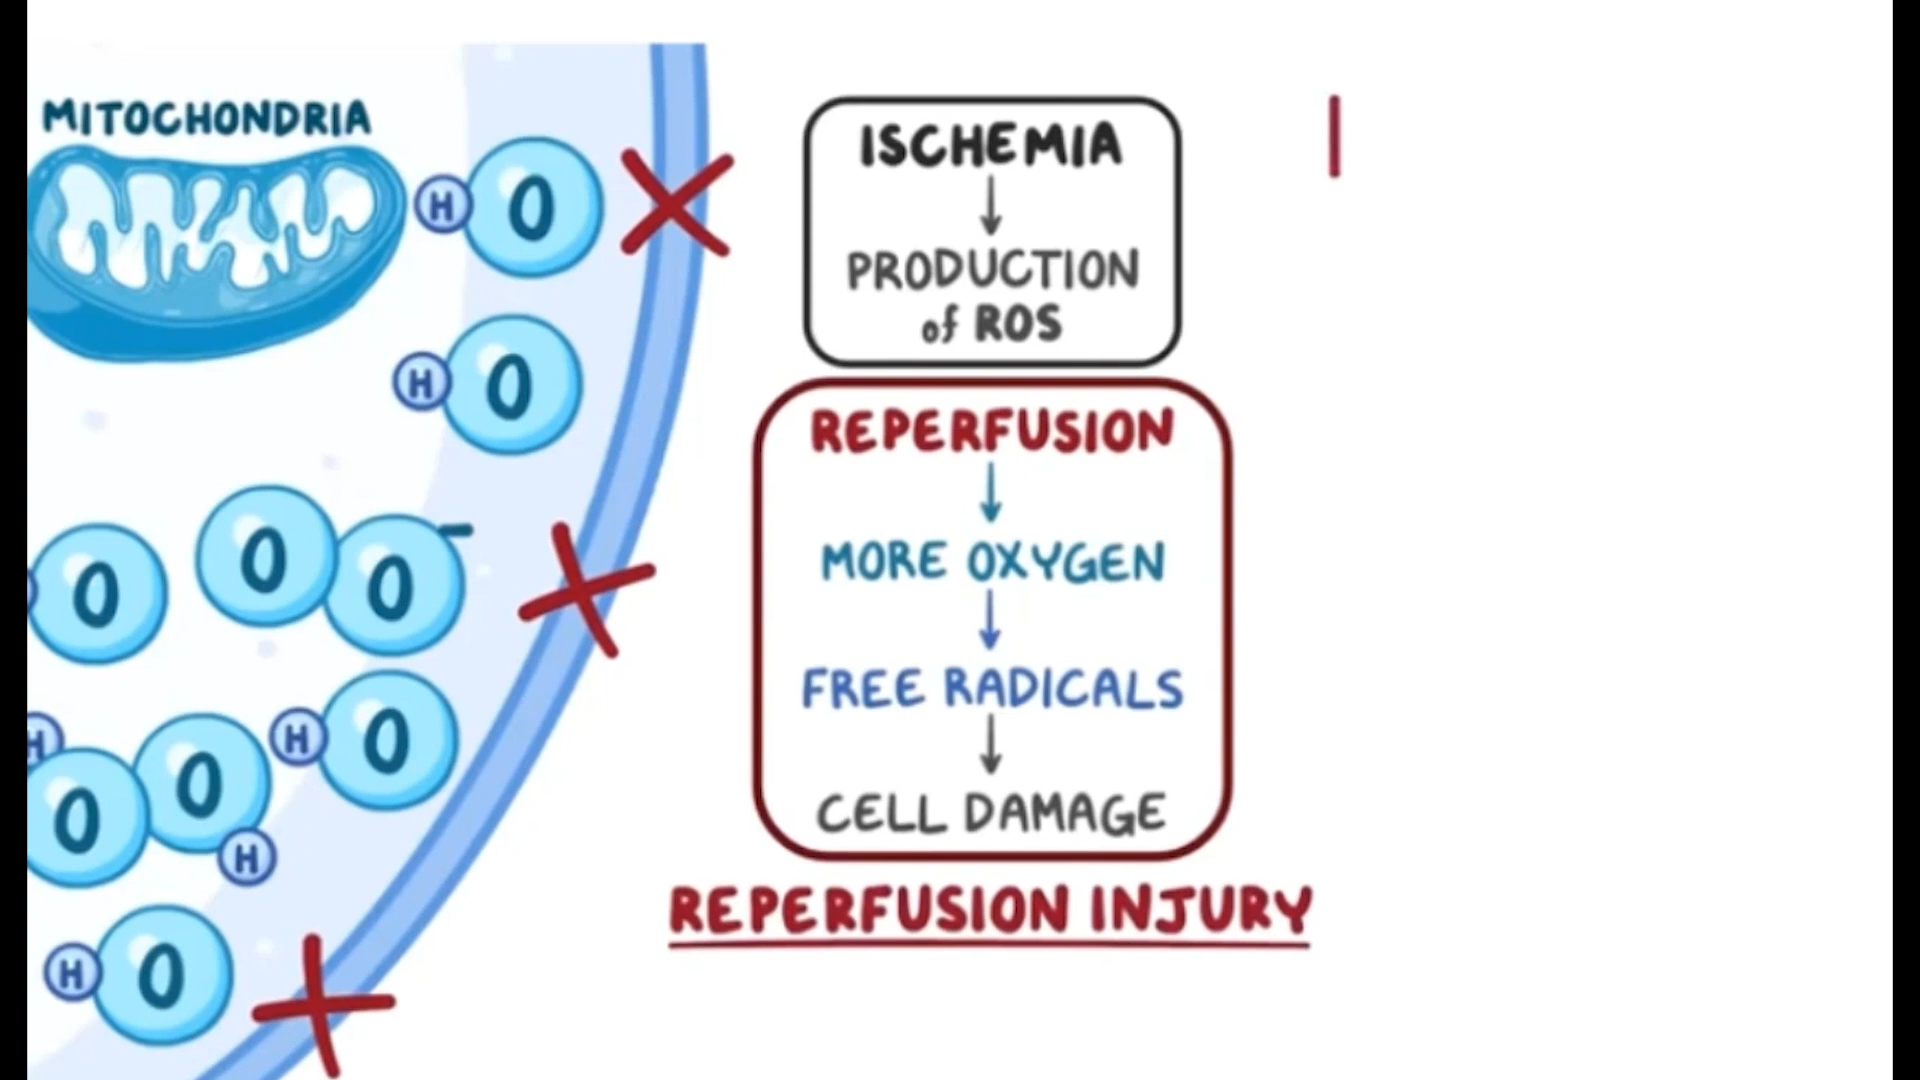 MITOCHONDRIA
H O
H O
O O O-
H O O H
H O
H O
ISCHEMIA
PRODUCTION
of ROS
REPERFUSION
MORE OXYGEN
FREE RADICALS
CELL DAMAGE
REPERFUSION INJURY